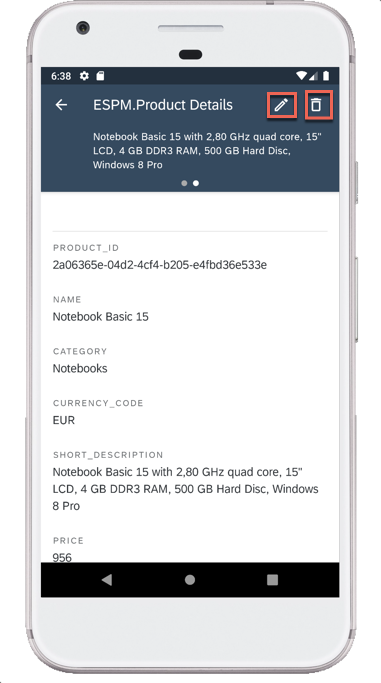 6:38
ESPM.Product Details
Notebook Basic 15 with 2,80 GHz quad core, 15"
LCD, 4 GB DDR3 RAM, 500 GB Hard Disc,
Windows 8 Pro
PRODUCT_ID
2a06365e-04d2-4cf4-b205-e4fbd36e533e
NAME
Notebook Basic 15
CATEGORY
Notebooks
CURRENCY_CODE
EUR
SHORT_DESCRIPTION
Notebook Basic 15 with 2,80 GHz quad core, 15"
LCD, 4 GB DDR3 RAM, 500 GB Hard Disc, Windows
8 Pro
PRICE
956